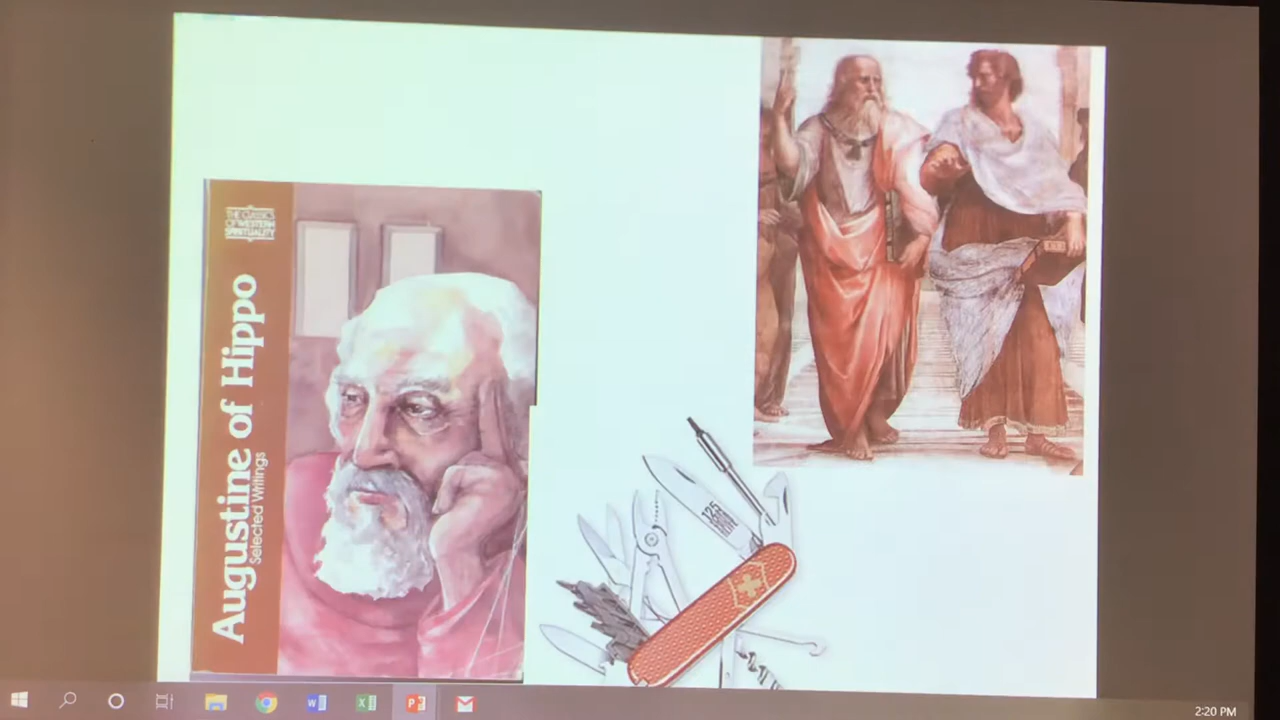 THE CLASSICS
OF WESTERN
SPIRITUALITY
Augustine of Hippo
Selected Writings
2:20 PM